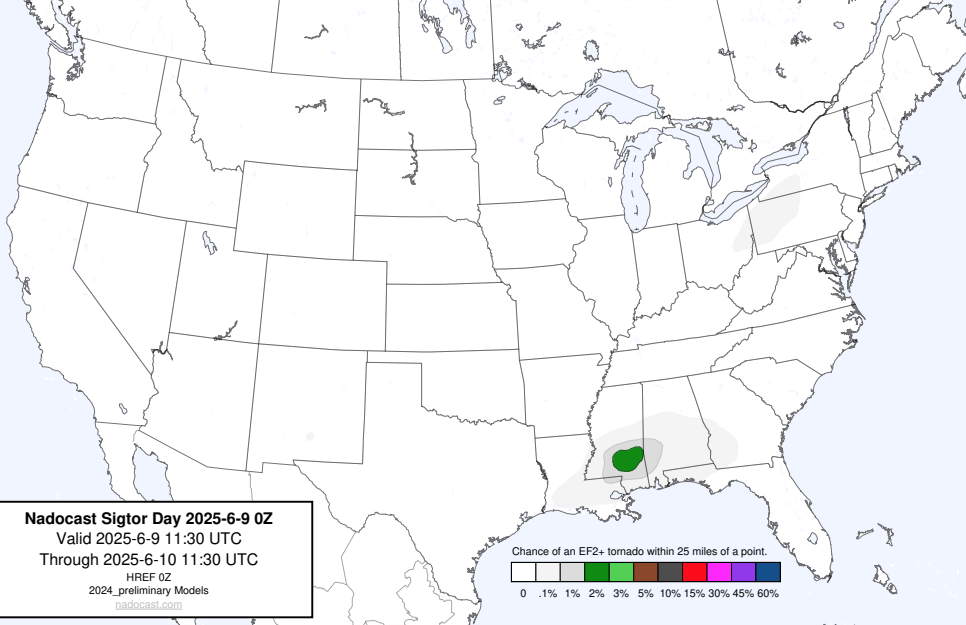 Nadocast Sigtor Day 2025-6-9 0Z
Valid 2025-6-9 11:30 UTC
Through 2025-6-10 11:30 UTC
HREF 0Z
2024_preliminary Models
nadocast.com
Chance of an EF2+ tornado within 25 miles of a point.
0 .1% 1% 2% 3% 5% 10% 15% 30% 45% 60%